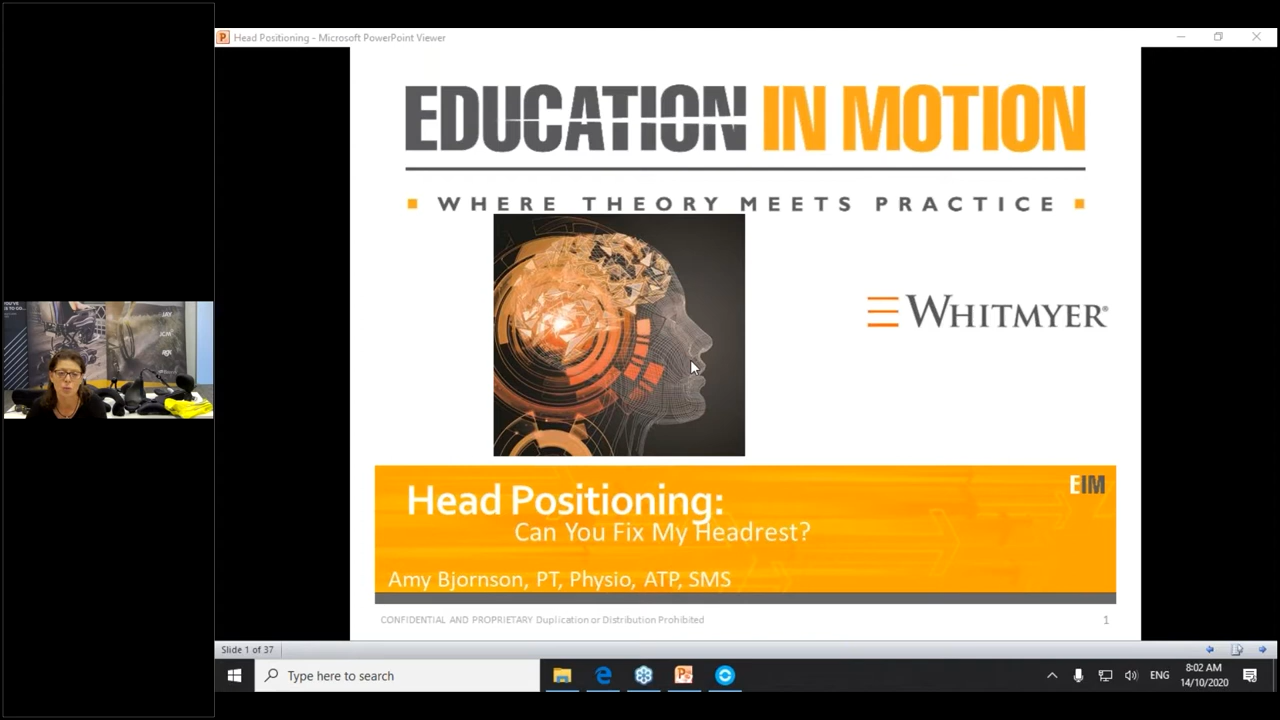 Head Positioning - Microsoft PowerPoint Viewer
EDUCATION IN MOTION
WHERE THEORY MEETS PRACTICE
WHITMYER®
EIM
Head Positioning:
Can You Fix My Headrest?
Amy Bjornson, PT, Physio, ATP, SMS
CONFIDENTIAL AND PROPRIETARY Duplication or Distribution Prohibited
1
Slide 1 of 37
Type here to search
ENG
8:02 AM
14/10/2020